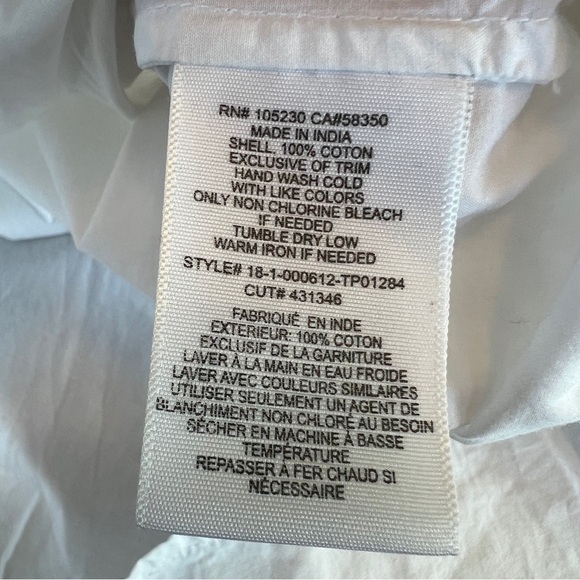 RN# 105230 CA#58350
MADE IN INDIA
SHELL. 100% COTTON
EXCLUSIVE OF TRIM
HAND WASH COLD
WITH LIKE COLORS
ONLY NON CHLORINE BLEACH
IF NEEDED
TUMBLE DRY LOW
WARM IRON IF NEEDED
STYLE# 18-1-000612-TP01284
CUT# 431346
FABRIQUÉ EN INDE
EXTERIEUR: 100% COTTON
EXCLUSIF DE LA GARNITURE
LAVER À LA MAIN EN EAU FROIDE
LAVER AVEC COULEURS SIMILAIRES
UTILISER SEULEMENT UN AGENT DE
BLANCHIMENT NON CHLORÉ AU BESOIN
SÉCHER EN MACHINE À BASSE
TEMPÉRATURE
REPASSER À FER CHAUD SI
NÉCESSAIRE